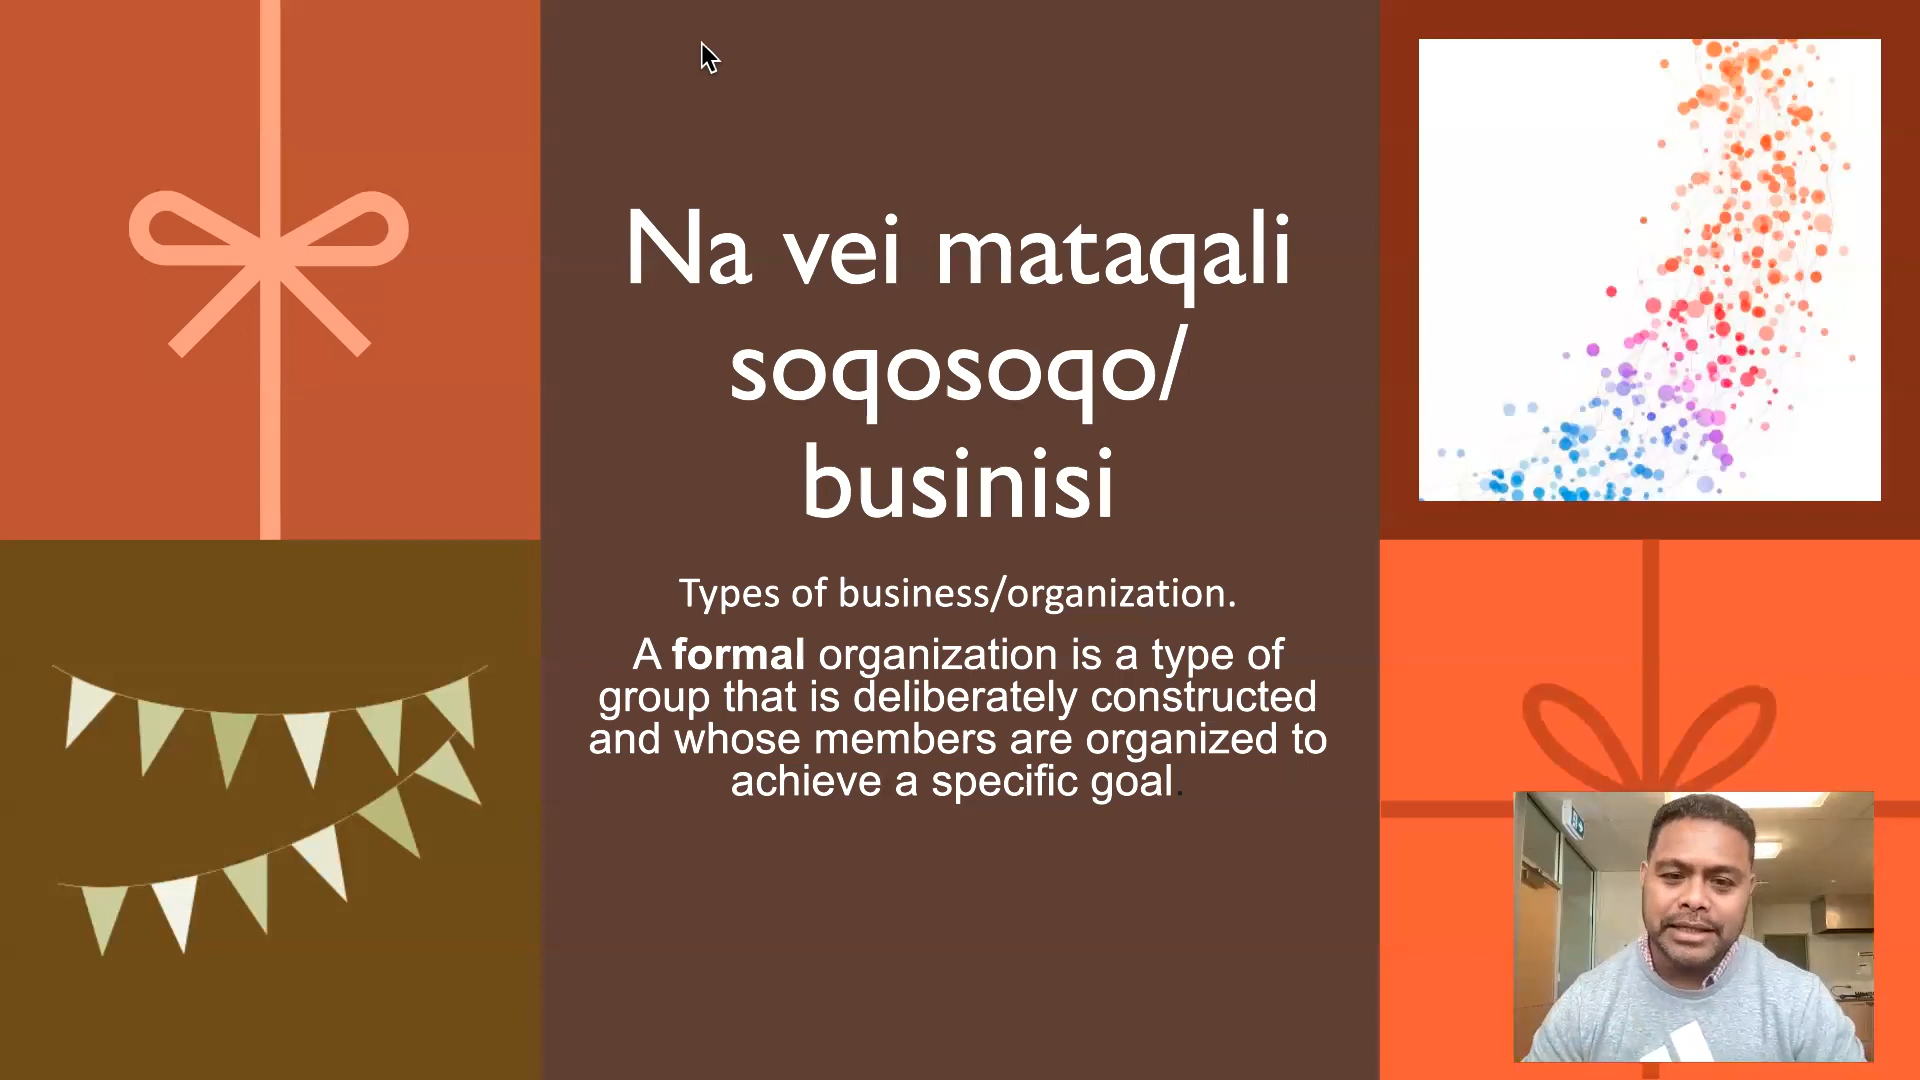 Na vei mataqali
soqosoqo/
businisi
Types of business/organization.
A formal organization is a type of
group that is deliberately constructed
and whose members are organized to
achieve a specific goal.